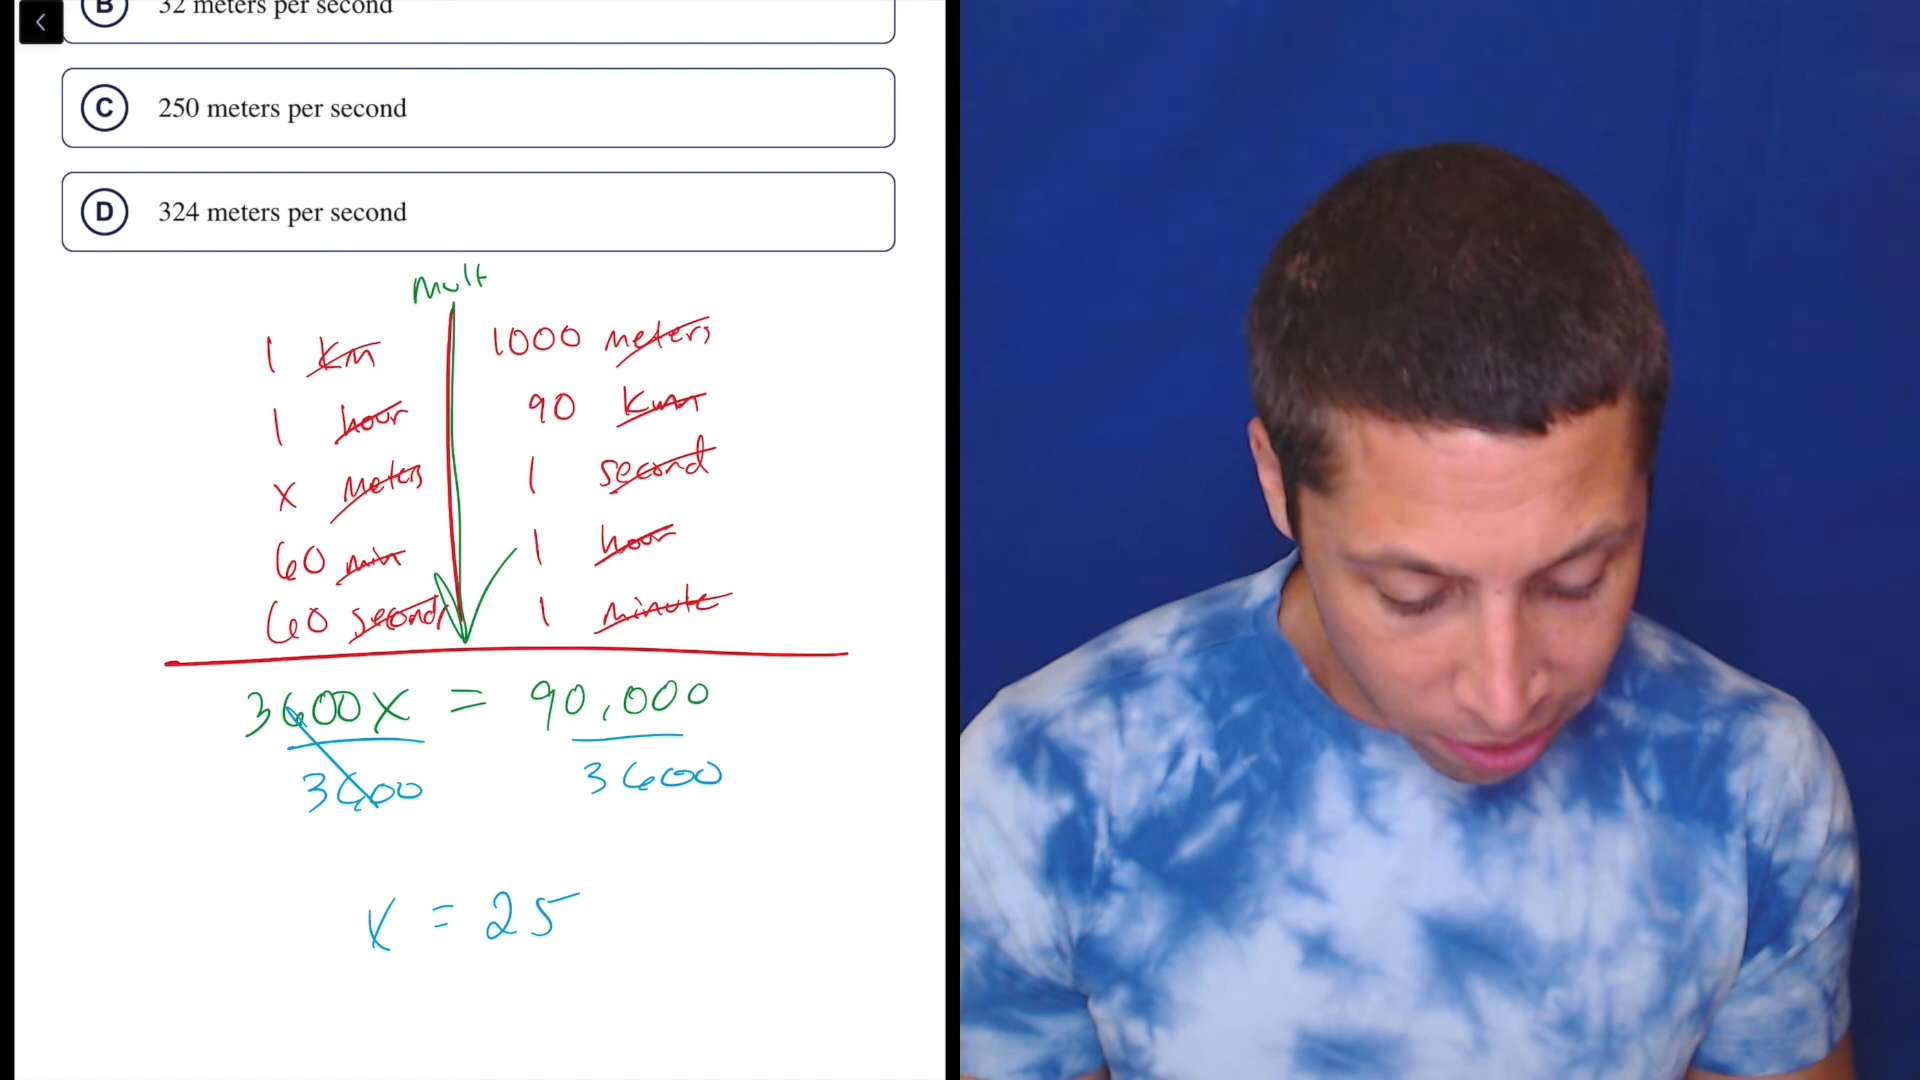 B 32 meters per second
C 250 meters per second
D 324 meters per second
mult
1 km 1000 meters
1 hour 90 km
x meters 1 second
60 min 1 hour
60 second 1 minute
3600x = 90,000
3600 3600
x = 25